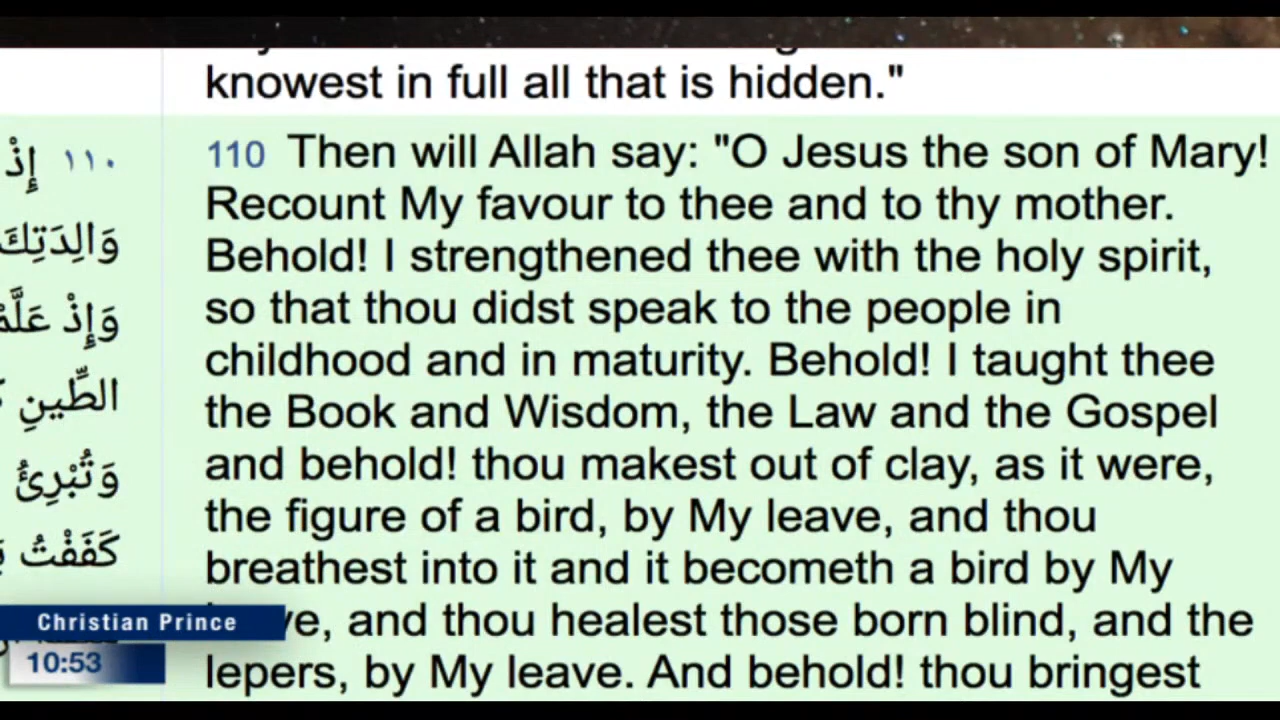 knowest in full all that is hidden."
110 Then will Allah say: "O Jesus the son of Mary!
Recount My favour to thee and to thy mother.
Behold! I strengthened thee with the holy spirit,
so that thou didst speak to the people in
childhood and in maturity. Behold! I taught thee
the Book and Wisdom, the Law and the Gospel
and behold! thou makest out of clay, as it were,
the figure of a bird, by My leave, and thou
breathest into it and it becometh a bird by My
and thou healest those born blind, and the
lepers, by My leave. And behold! thou bringest
١١٠ إِذْ
وَالِدَتِكَ
الطِّينِ
وَتُبْرِئُ
كَفَفْتُ
Christian Prince
10:53